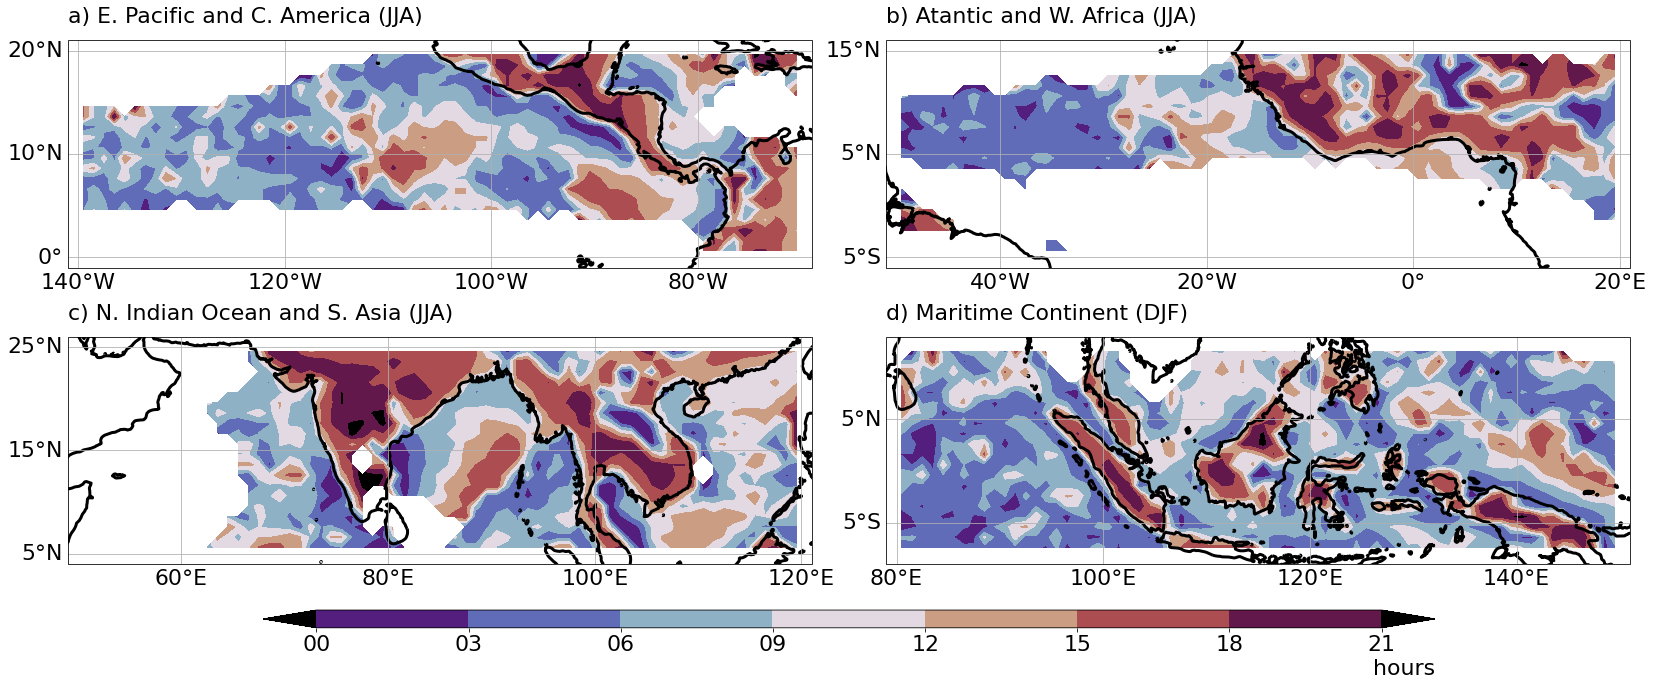 a) E. Pacific and C. America (JJA)
b) Atantic and W. Africa (JJA)
20°N
10°N
0°
140°W 120°W 100°W 80°W
15°N
5°N
5°S
40°W 20°W 0° 20°E
c) N. Indian Ocean and S. Asia (JJA)
d) Maritime Continent (DJF)
25°N
15°N
5°N
60°E 80°E 100°E 120°E
5°N
5°S
80°E 100°E 120°E 140°E
00 03 06 09 12 15 18 21
hours